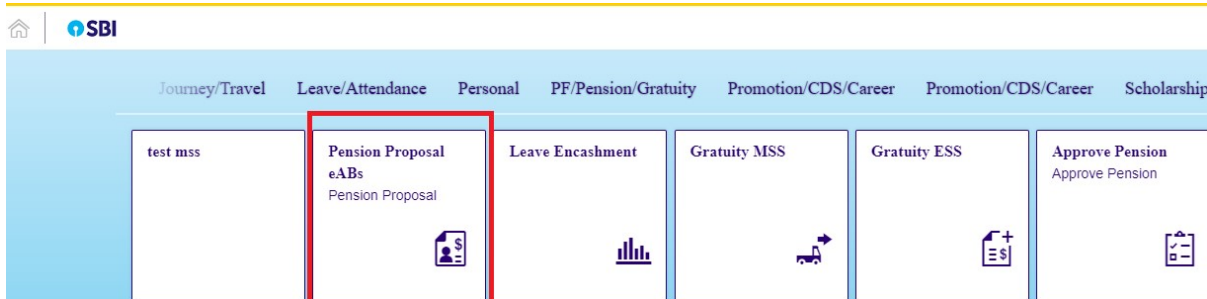 SBI
Journey/Travel Leave/Attendance Personal PF/Pension/Gratuity Promotion/CDS/Career Promotion/CDS/Career Scholarship
test mss
Pension Proposal
eABs
Pension Proposal
Leave Encashment
Gratuity MSS
Gratuity ESS
Approve Pension
Approve Pension